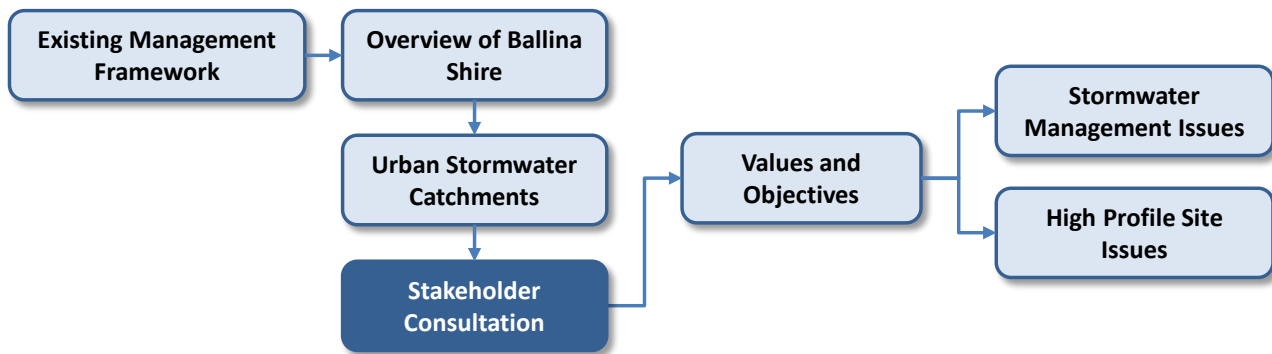 Existing Management
Framework
Overview of Ballina
Shire
Urban Stormwater
Catchments
Stakeholder
Consultation
Values and
Objectives
Stormwater
Management Issues
High Profile Site
Issues